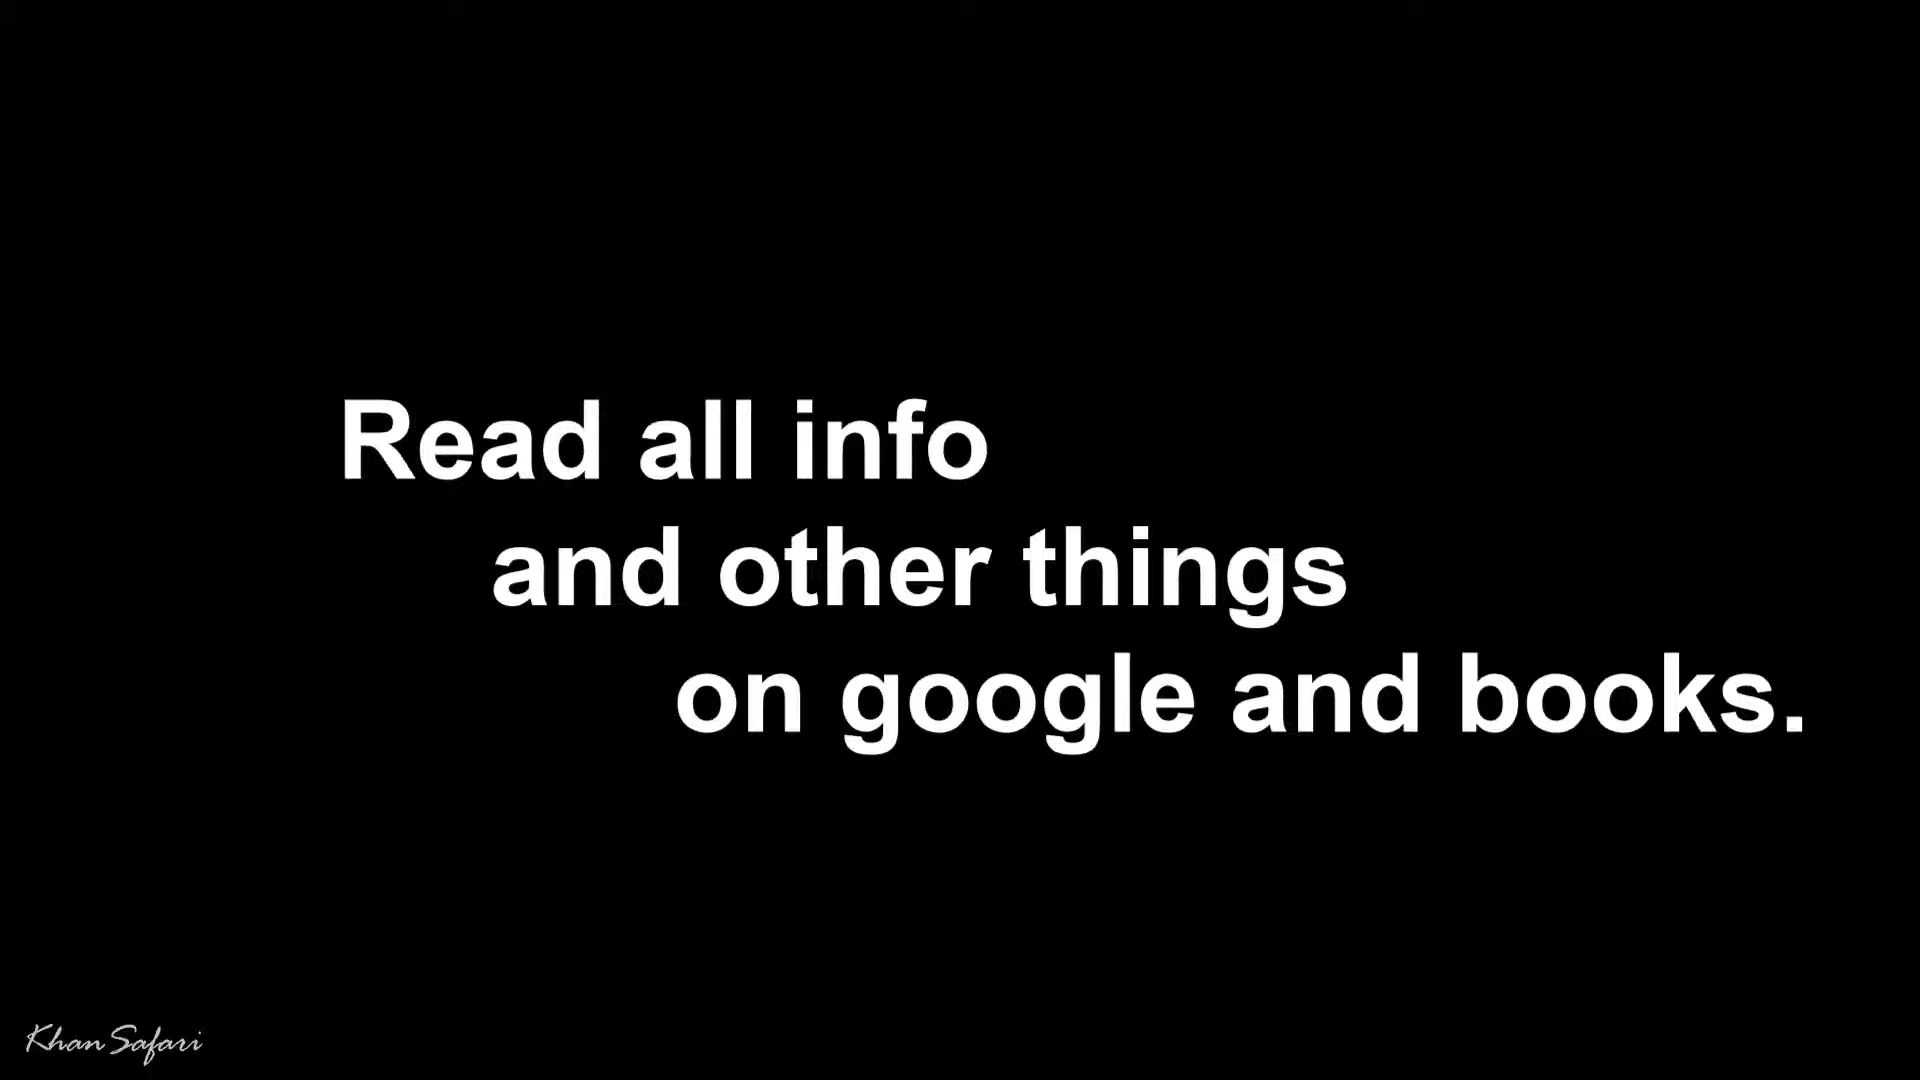 Read all info
and other things
on google and books.
Khan Safari